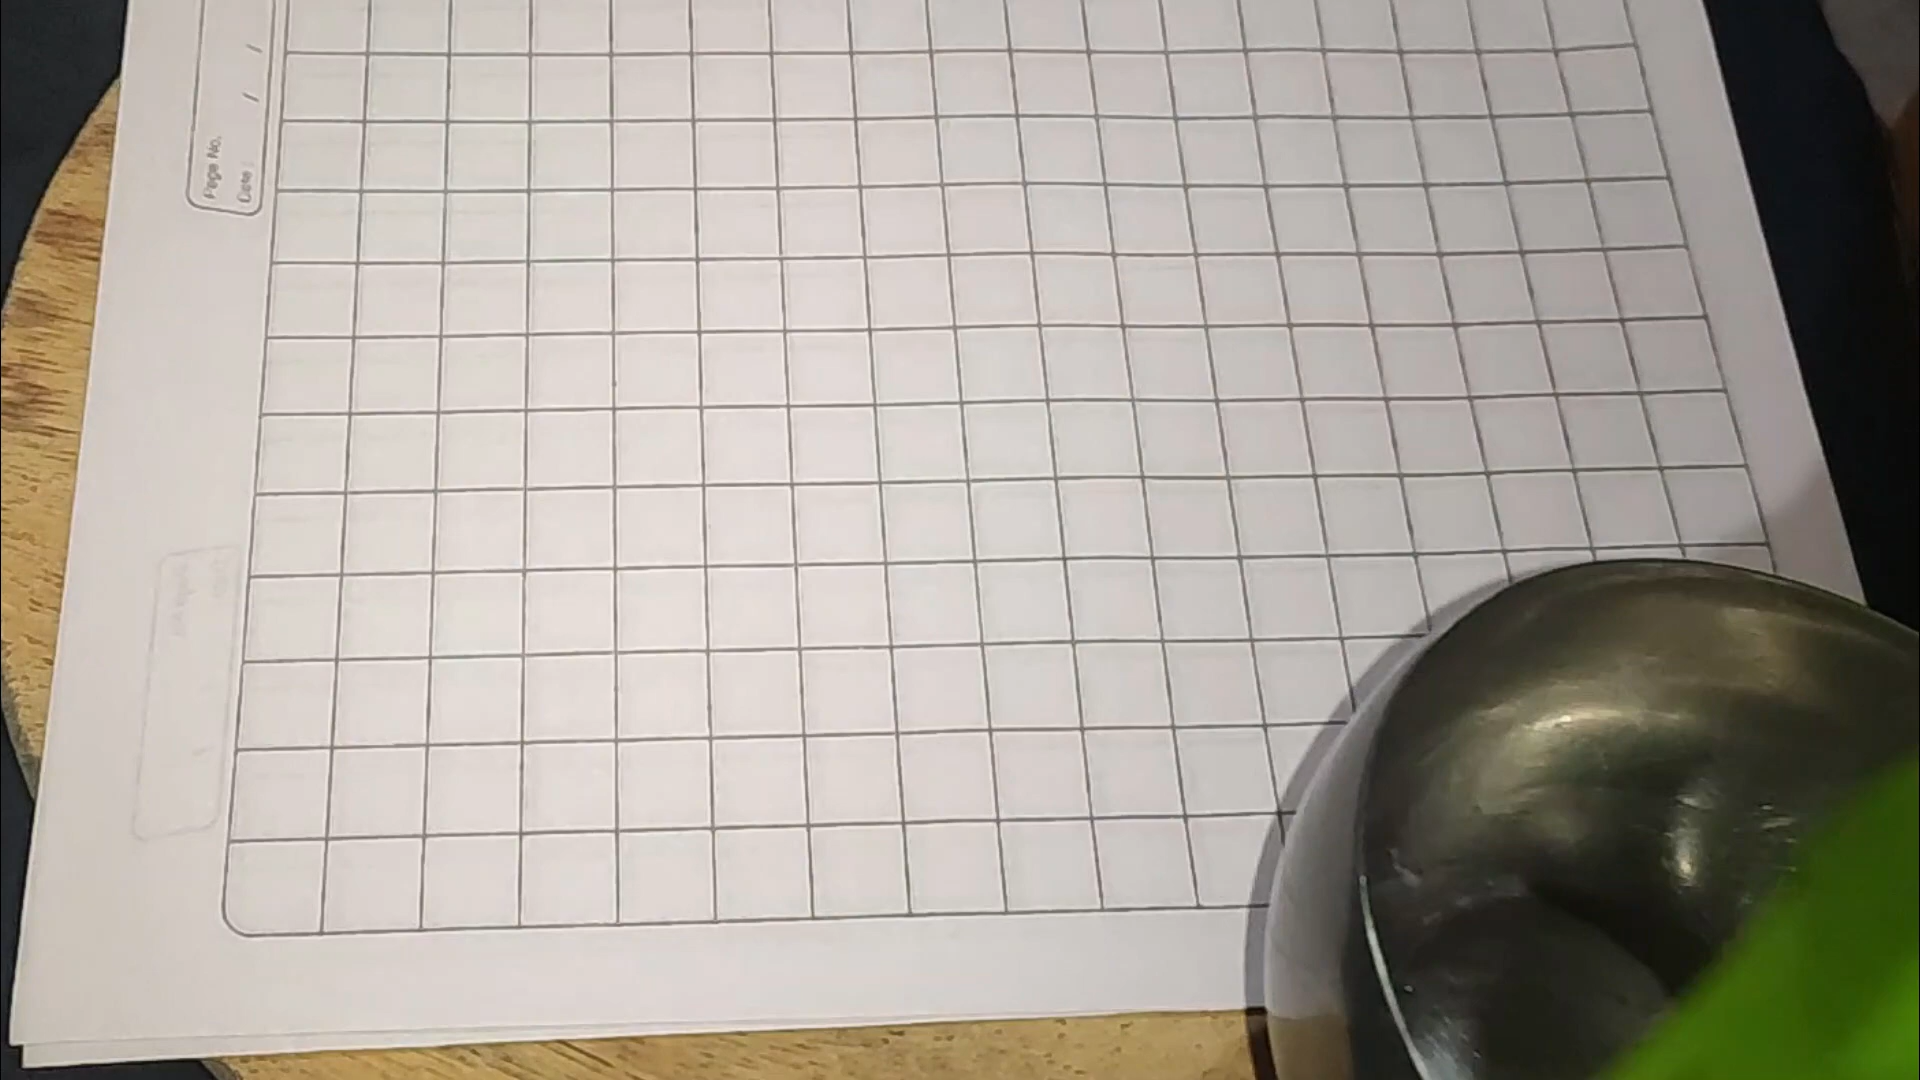 Page No.
Date : / /